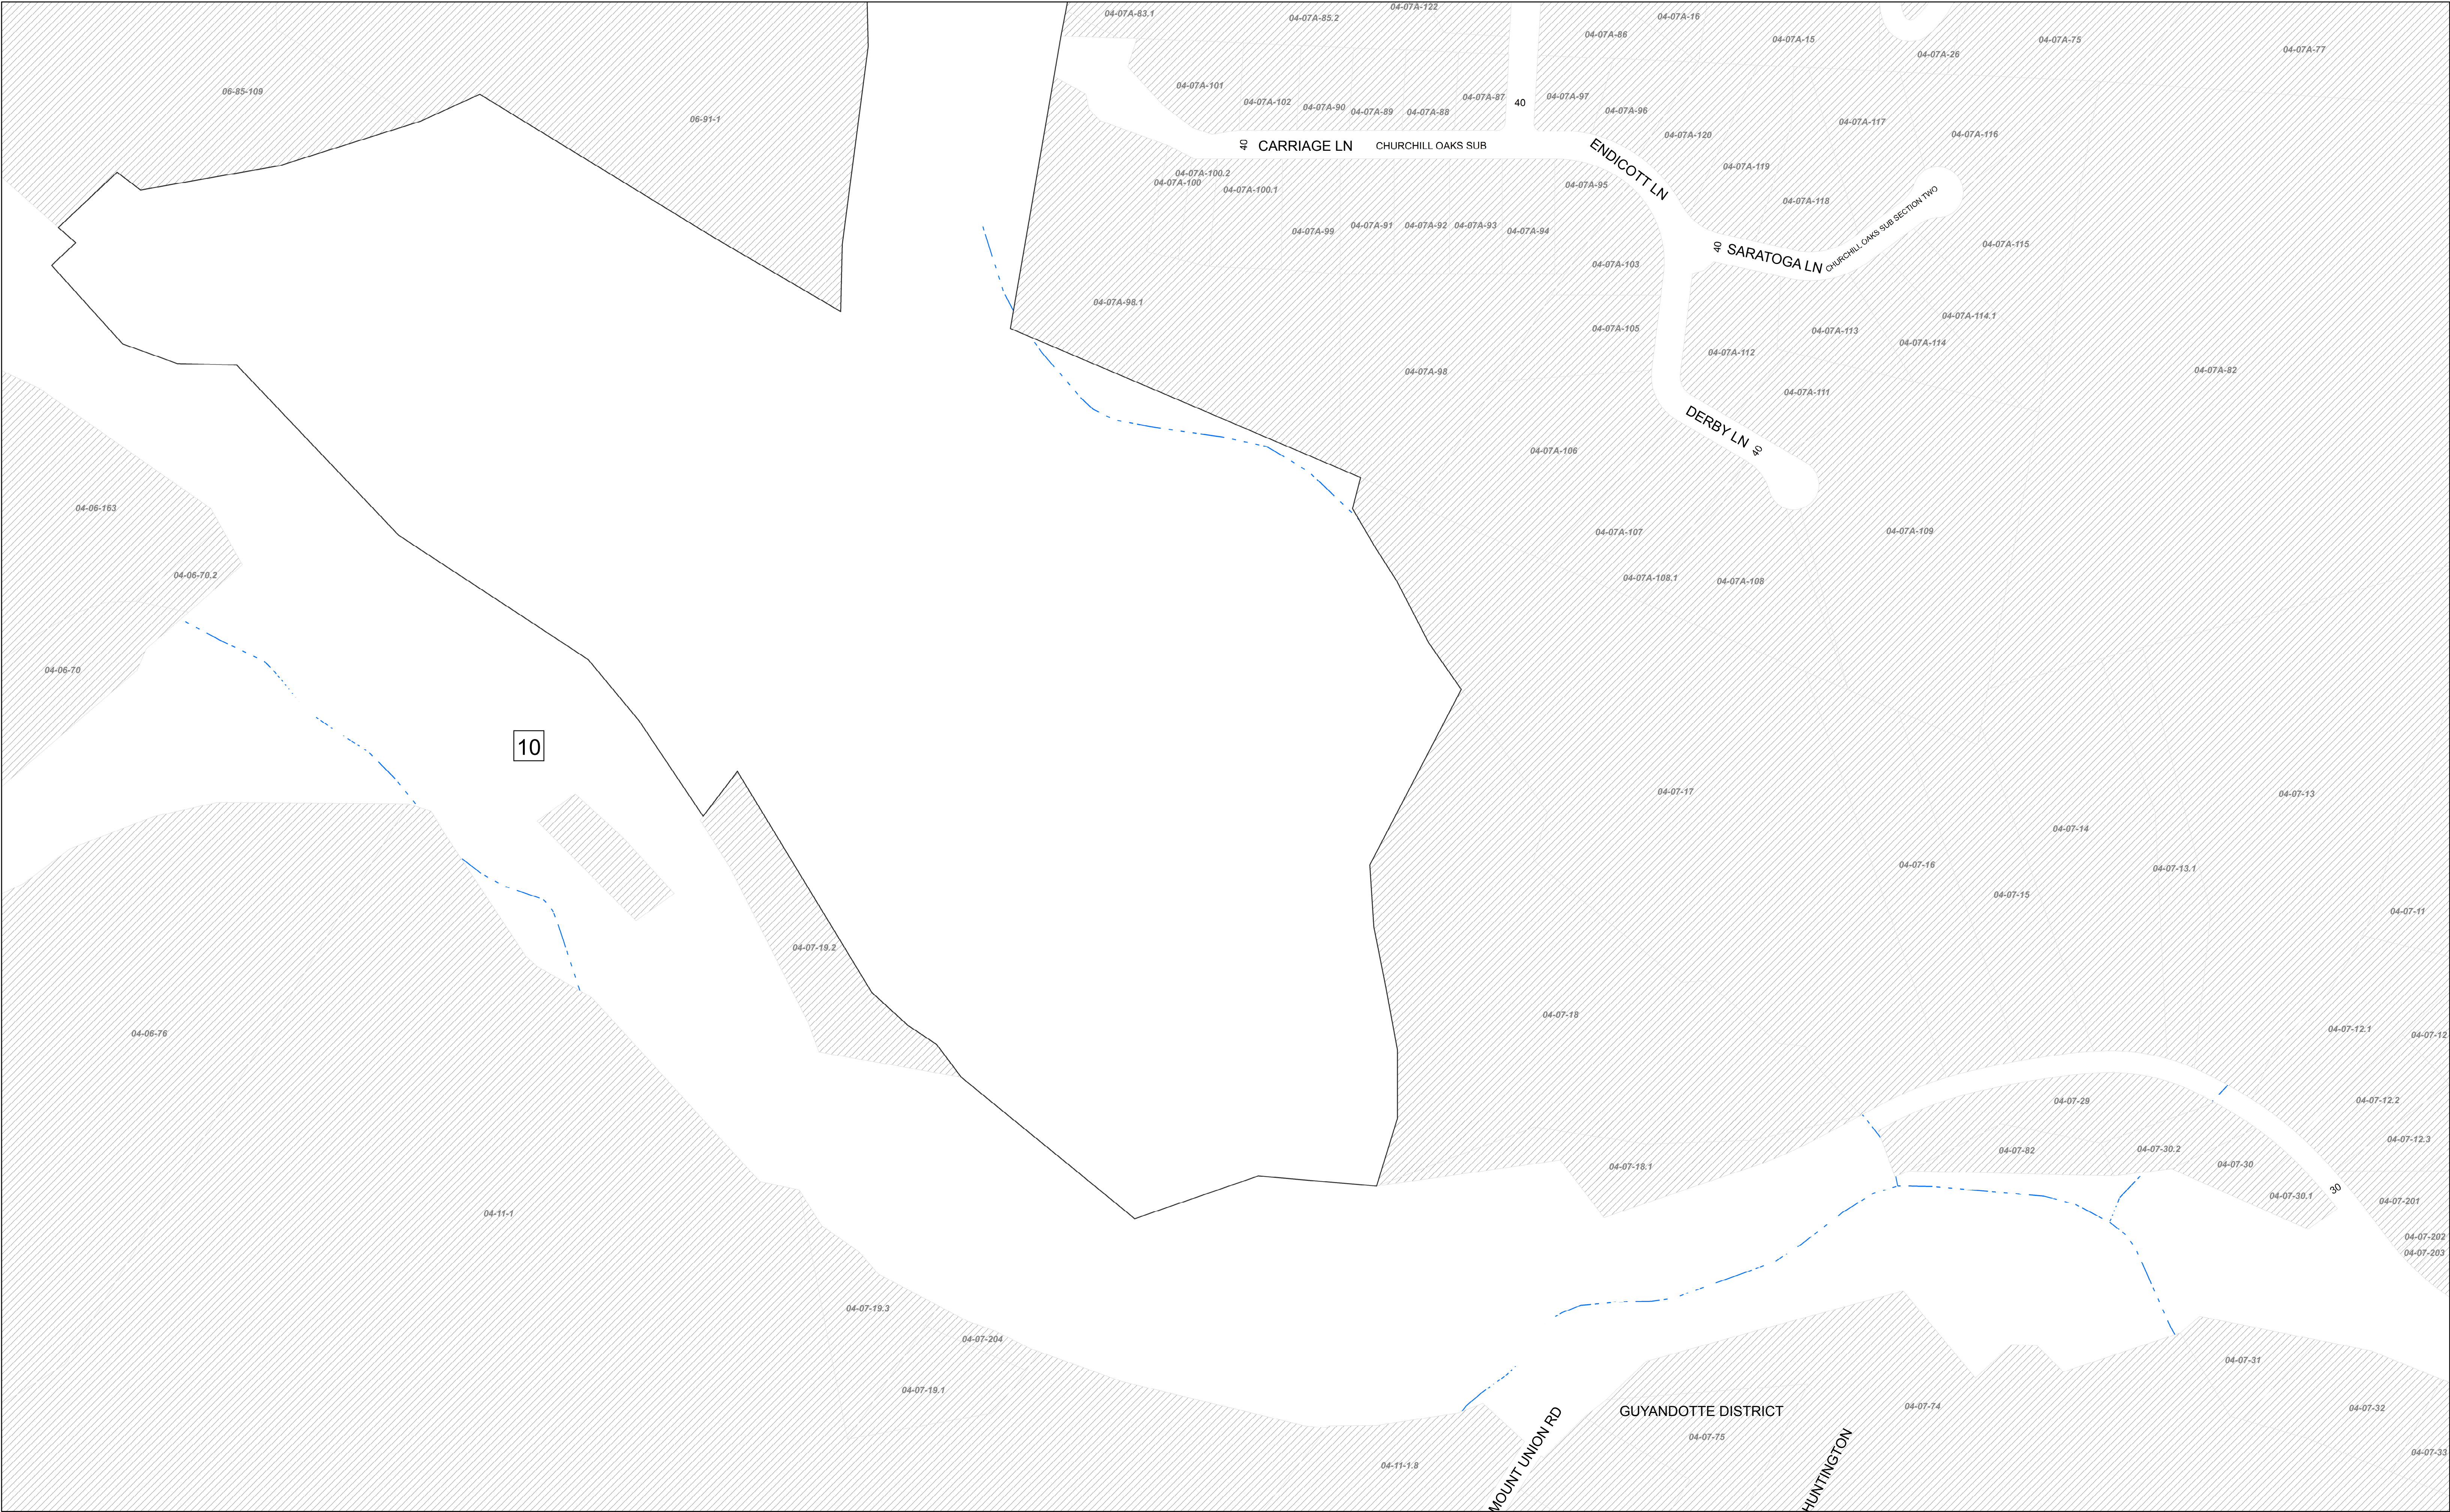 04-07A-122
04-07A-83.1
04-07A-85.2
04-07A-16
04-07A-86
04-07A-15
04-07A-75
04-07A-77
04-07A-26
04-07A-101
06-85-109
04-07A-87
04-07A-97
04-07A-102
40
04-07A-90
04-07A-89
04-07A-88
04-07A-96
06-91-1
04-07A-117
04-07A-120
04-07A-116
40
CARRIAGE LN
CHURCHILL OAKS SUB
ENDICOTT LN
04-07A-119
04-07A-100.2
04-07A-100
04-07A-100.1
04-07A-95
04-07A-118
CHURCHILL OAKS SUB SECTION TWO
04-07A-99
04-07A-91
04-07A-92
04-07A-93
04-07A-94
40
SARATOGA LN
04-07A-115
04-07A-103
04-07A-98.1
04-07A-114.1
04-07A-105
04-07A-113
04-07A-114
04-07A-112
04-07A-98
04-07A-82
04-07A-111
DERBY LN
40
04-07A-106
04-06-163
04-07A-107
04-07A-109
04-06-70.2
04-07A-108.1
04-07A-108
04-06-70
10
04-07-17
04-07-13
04-07-14
04-07-16
04-07-13.1
04-07-15
04-07-11
04-07-19.2
04-07-18
04-06-76
04-07-12.1
04-07-12
04-07-29
04-07-12.2
04-07-12.3
04-07-82
04-07-30.2
04-07-18.1
04-07-30
30
04-07-30.1
04-07-201
04-11-1
04-07-202
04-07-203
04-07-19.3
04-07-204
04-07-31
04-07-19.1
04-07-74
04-07-32
GUYANDOTTE DISTRICT
04-07-75
04-07-33
MOUNT UNION RD
HUNTINGTON
04-11-1.8